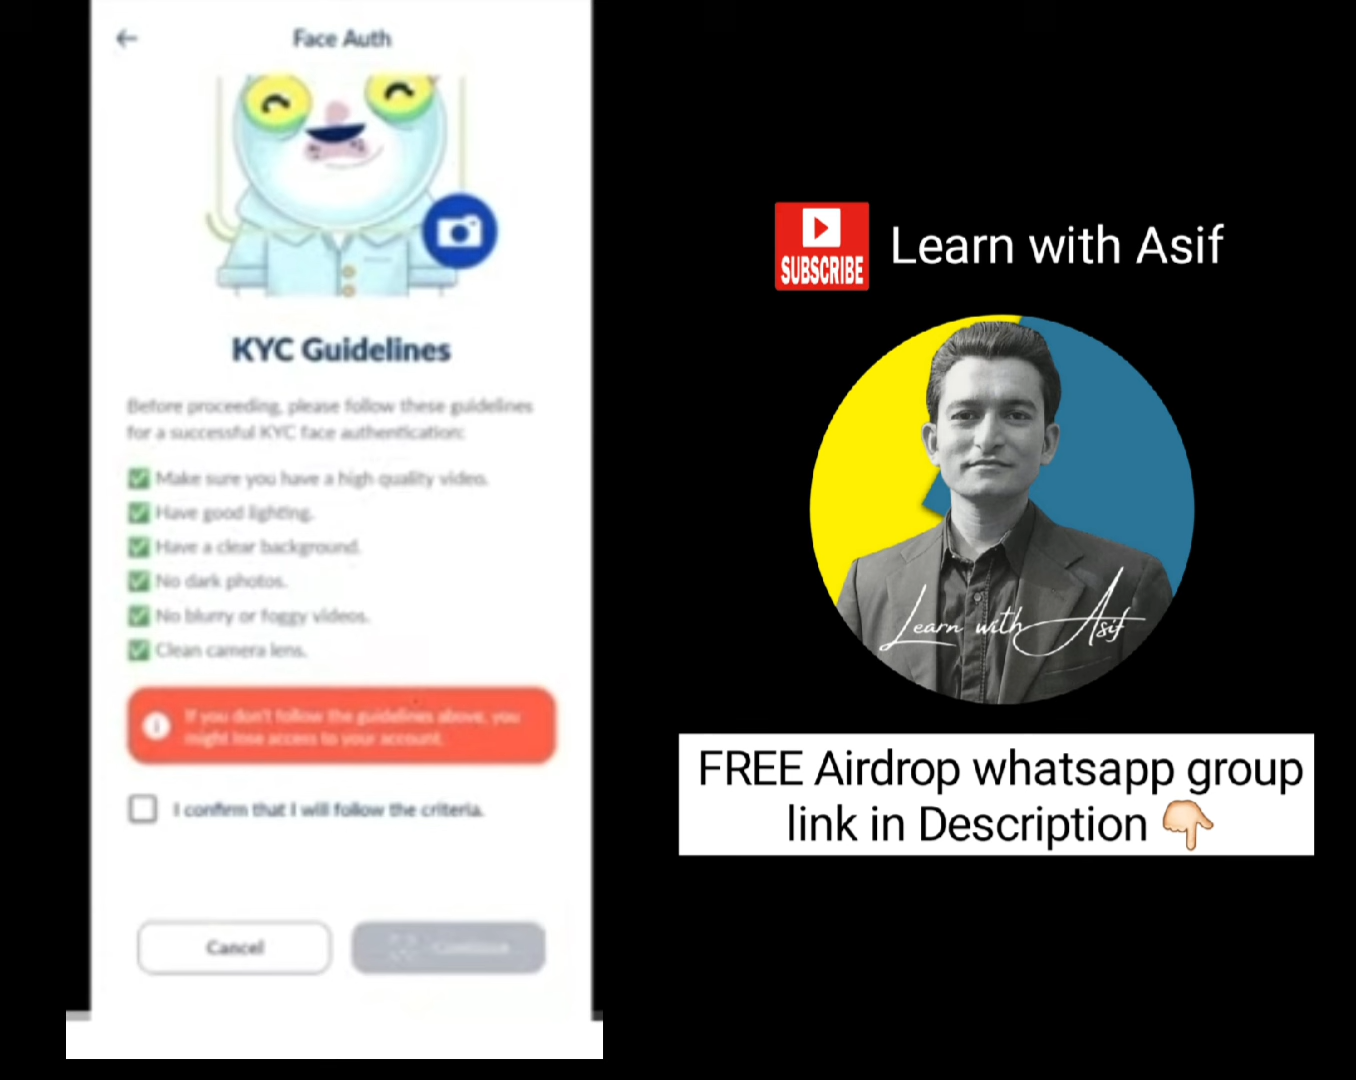 Face Auth
KYC Guidelines
Before proceeding, please follow these guidelines
for a successful KYC face authentication:
✅ Make sure you have a high quality video.
✅ Have good lighting.
✅ Have a clear background.
✅ No dark photos.
✅ No blurry or foggy videos.
✅ Clean camera lens.
If you don't follow the guidelines above, you
might lose access to your account.
I confirm that I will follow the criteria.
Cancel
Continue
SUBSCRIBE
Learn with Asif
Learn with Asif
FREE Airdrop whatsapp group
link in Description 👇🏻